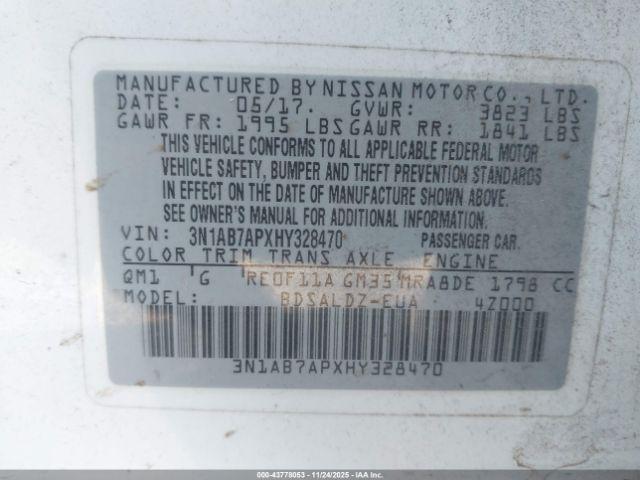 MANUFACTURED BY NISSAN MOTOR CO., LTD.
DATE: 05/17. GVWR: 3823 LBS
GAWR FR: 1995 LBS GAWR RR: 1841 LBS
THIS VEHICLE CONFORMS TO ALL APPLICABLE FEDERAL MOTOR
VEHICLE SAFETY, BUMPER AND THEFT PREVENTION STANDARDS
IN EFFECT ON THE DATE OF MANUFACTURE SHOWN ABOVE.
SEE OWNER'S MANUAL FOR ADDITIONAL INFORMATION.
VIN: 3N1AB7APXHY328470 PASSENGER CAR.
COLOR TRIM TRANS AXLE ENGINE
QM1 G RE0F11A GM35 MRA8DE 1798 CC
MODEL: BDSALDZ-EUA 4Z000
3N1AB7APXHY328470
000-43778053 - 11/24/2025 - IAAI.COM